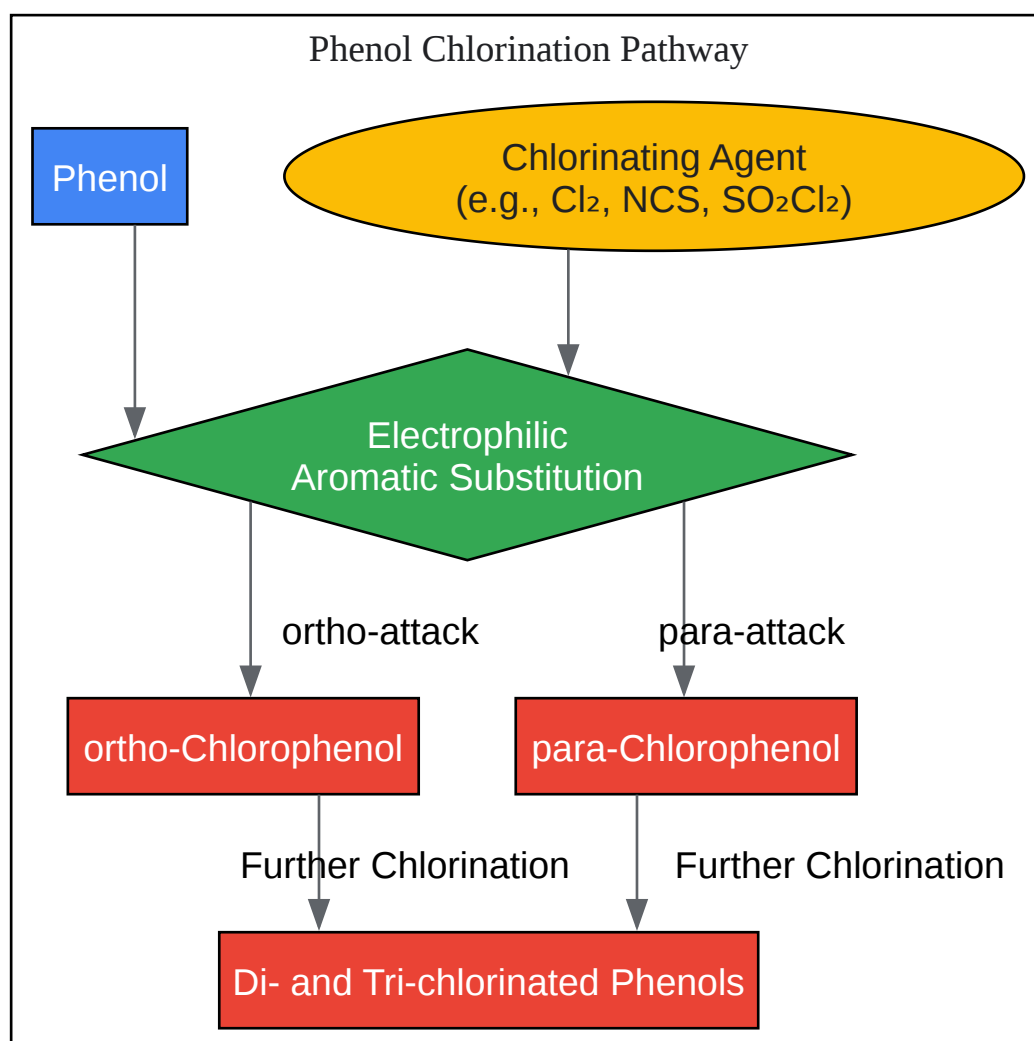 Phenol Chlorination Pathway
Phenol
Chlorinating Agent
(e.g., Cl₂, NCS, SO₂Cl₂)
Electrophilic
Aromatic Substitution
ortho-attack
para-attack
ortho-Chlorophenol
para-Chlorophenol
Further Chlorination
Further Chlorination
Di- and Tri-chlorinated Phenols